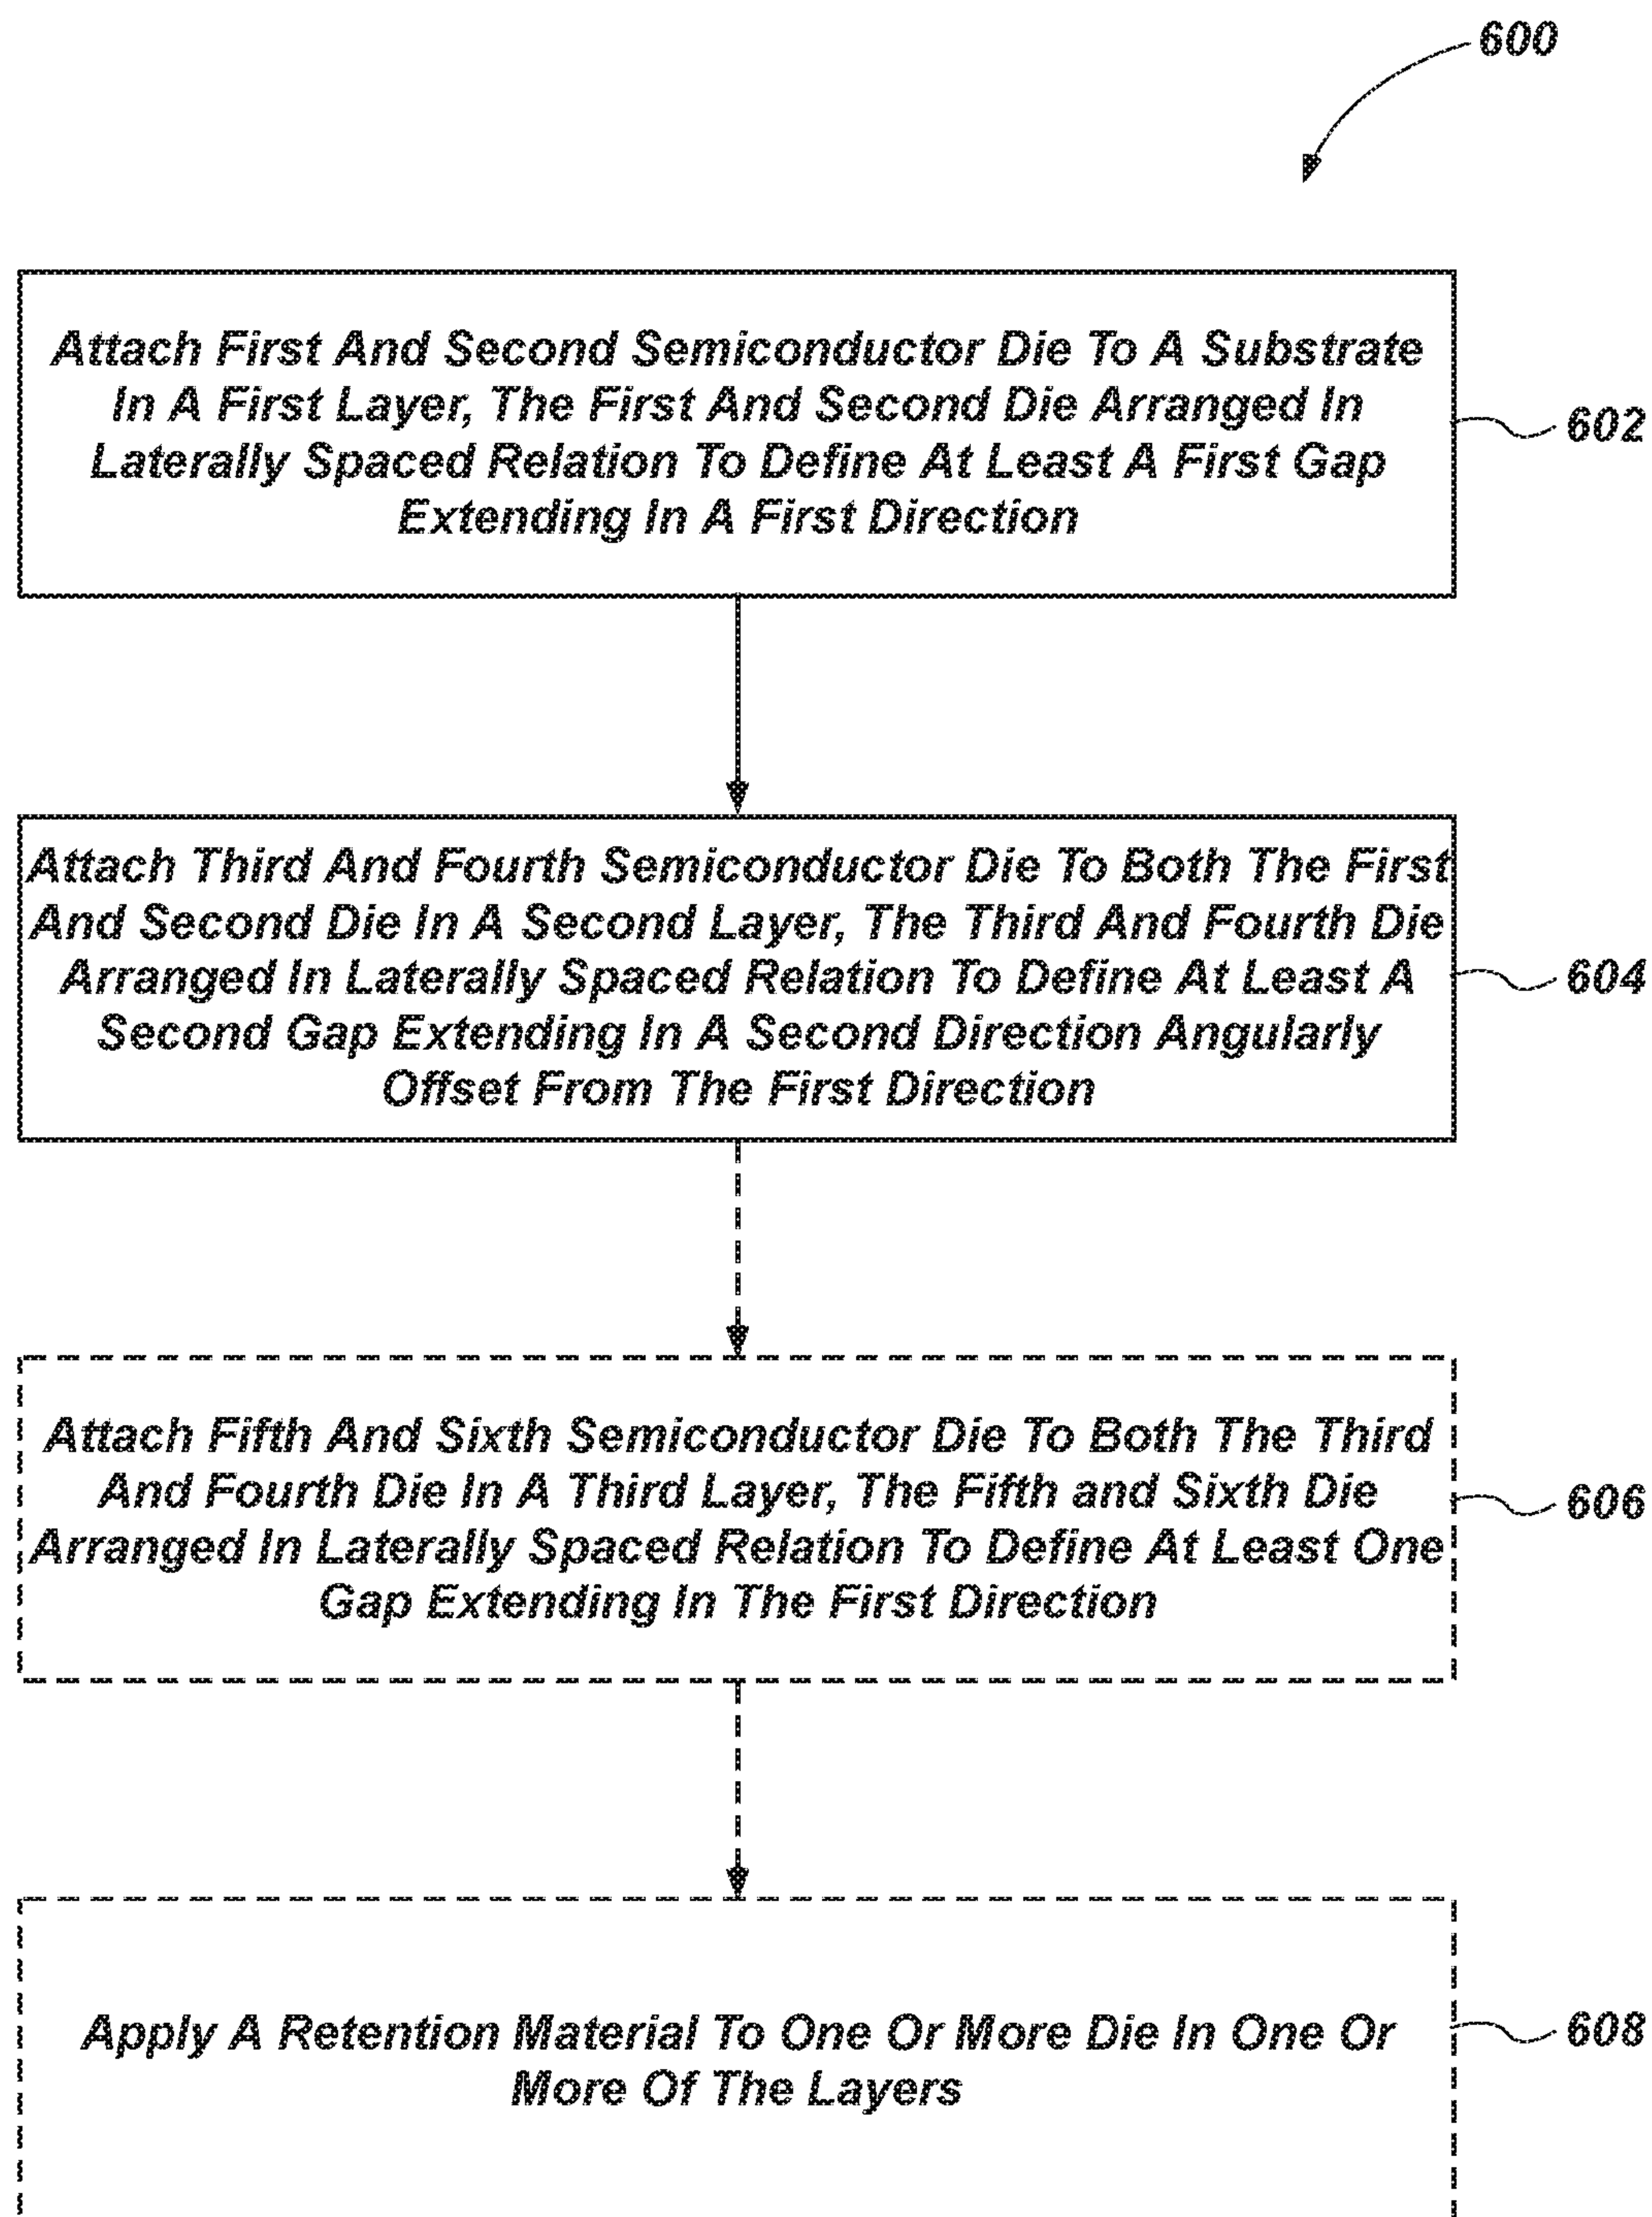 600
Attach First And Second Semiconductor Die To A Substrate
In A First Layer, The First And Second Die Arranged In
Laterally Spaced Relation To Define At Least A First Gap
Extending In A First Direction
602
Attach Third And Fourth Semiconductor Die To Both The First
And Second Die In A Second Layer, The Third And Fourth Die
Arranged In Laterally Spaced Relation To Define At Least A
Second Gap Extending In A Second Direction Angularly
Offset From The First Direction
604
Attach Fifth And Sixth Semiconductor Die To Both The Third
And Fourth Die In A Third Layer, The Fifth and Sixth Die
Arranged In Laterally Spaced Relation To Define At Least One
Gap Extending In The First Direction
606
Apply A Retention Material To One Or More Die In One Or
More Of The Layers
608